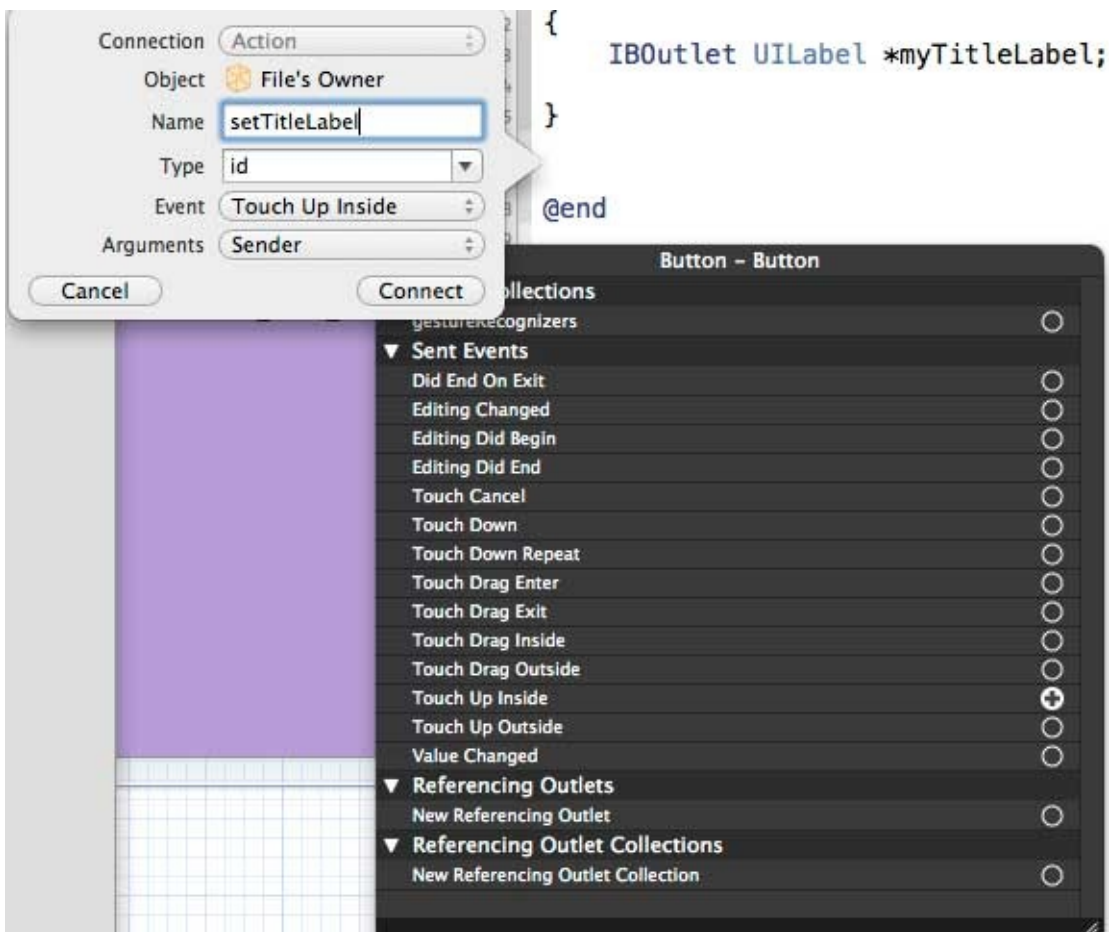 Connection Action
Object File's Owner
Name setTitleLabel
Type id
Event Touch Up Inside
Arguments Sender
Cancel Connect
{
IBOutlet UILabel *myTitleLabel;
}
@end
Button – Button
gestureRecognizers
▼ Sent Events
Did End On Exit
Editing Changed
Editing Did Begin
Editing Did End
Touch Cancel
Touch Down
Touch Down Repeat
Touch Drag Enter
Touch Drag Exit
Touch Drag Inside
Touch Drag Outside
Touch Up Inside
Touch Up Outside
Value Changed
▼ Referencing Outlets
New Referencing Outlet
▼ Referencing Outlet Collections
New Referencing Outlet Collection